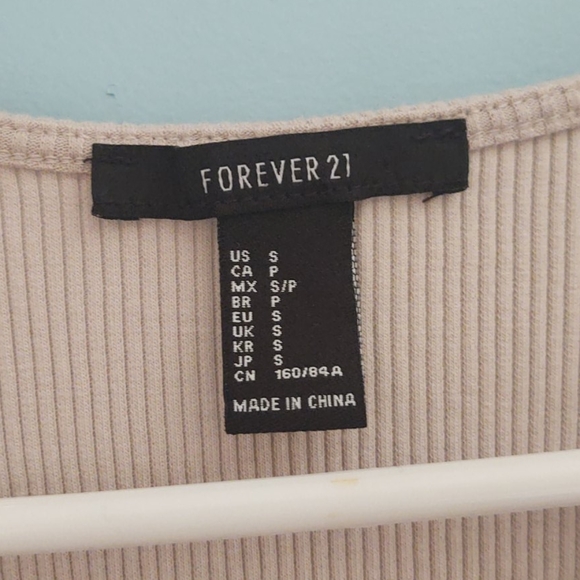 FOREVER 21
US S
CA P
MX S/P
BR P
EU S
UK S
KR S
JP S
CN 160/84A
MADE IN CHINA